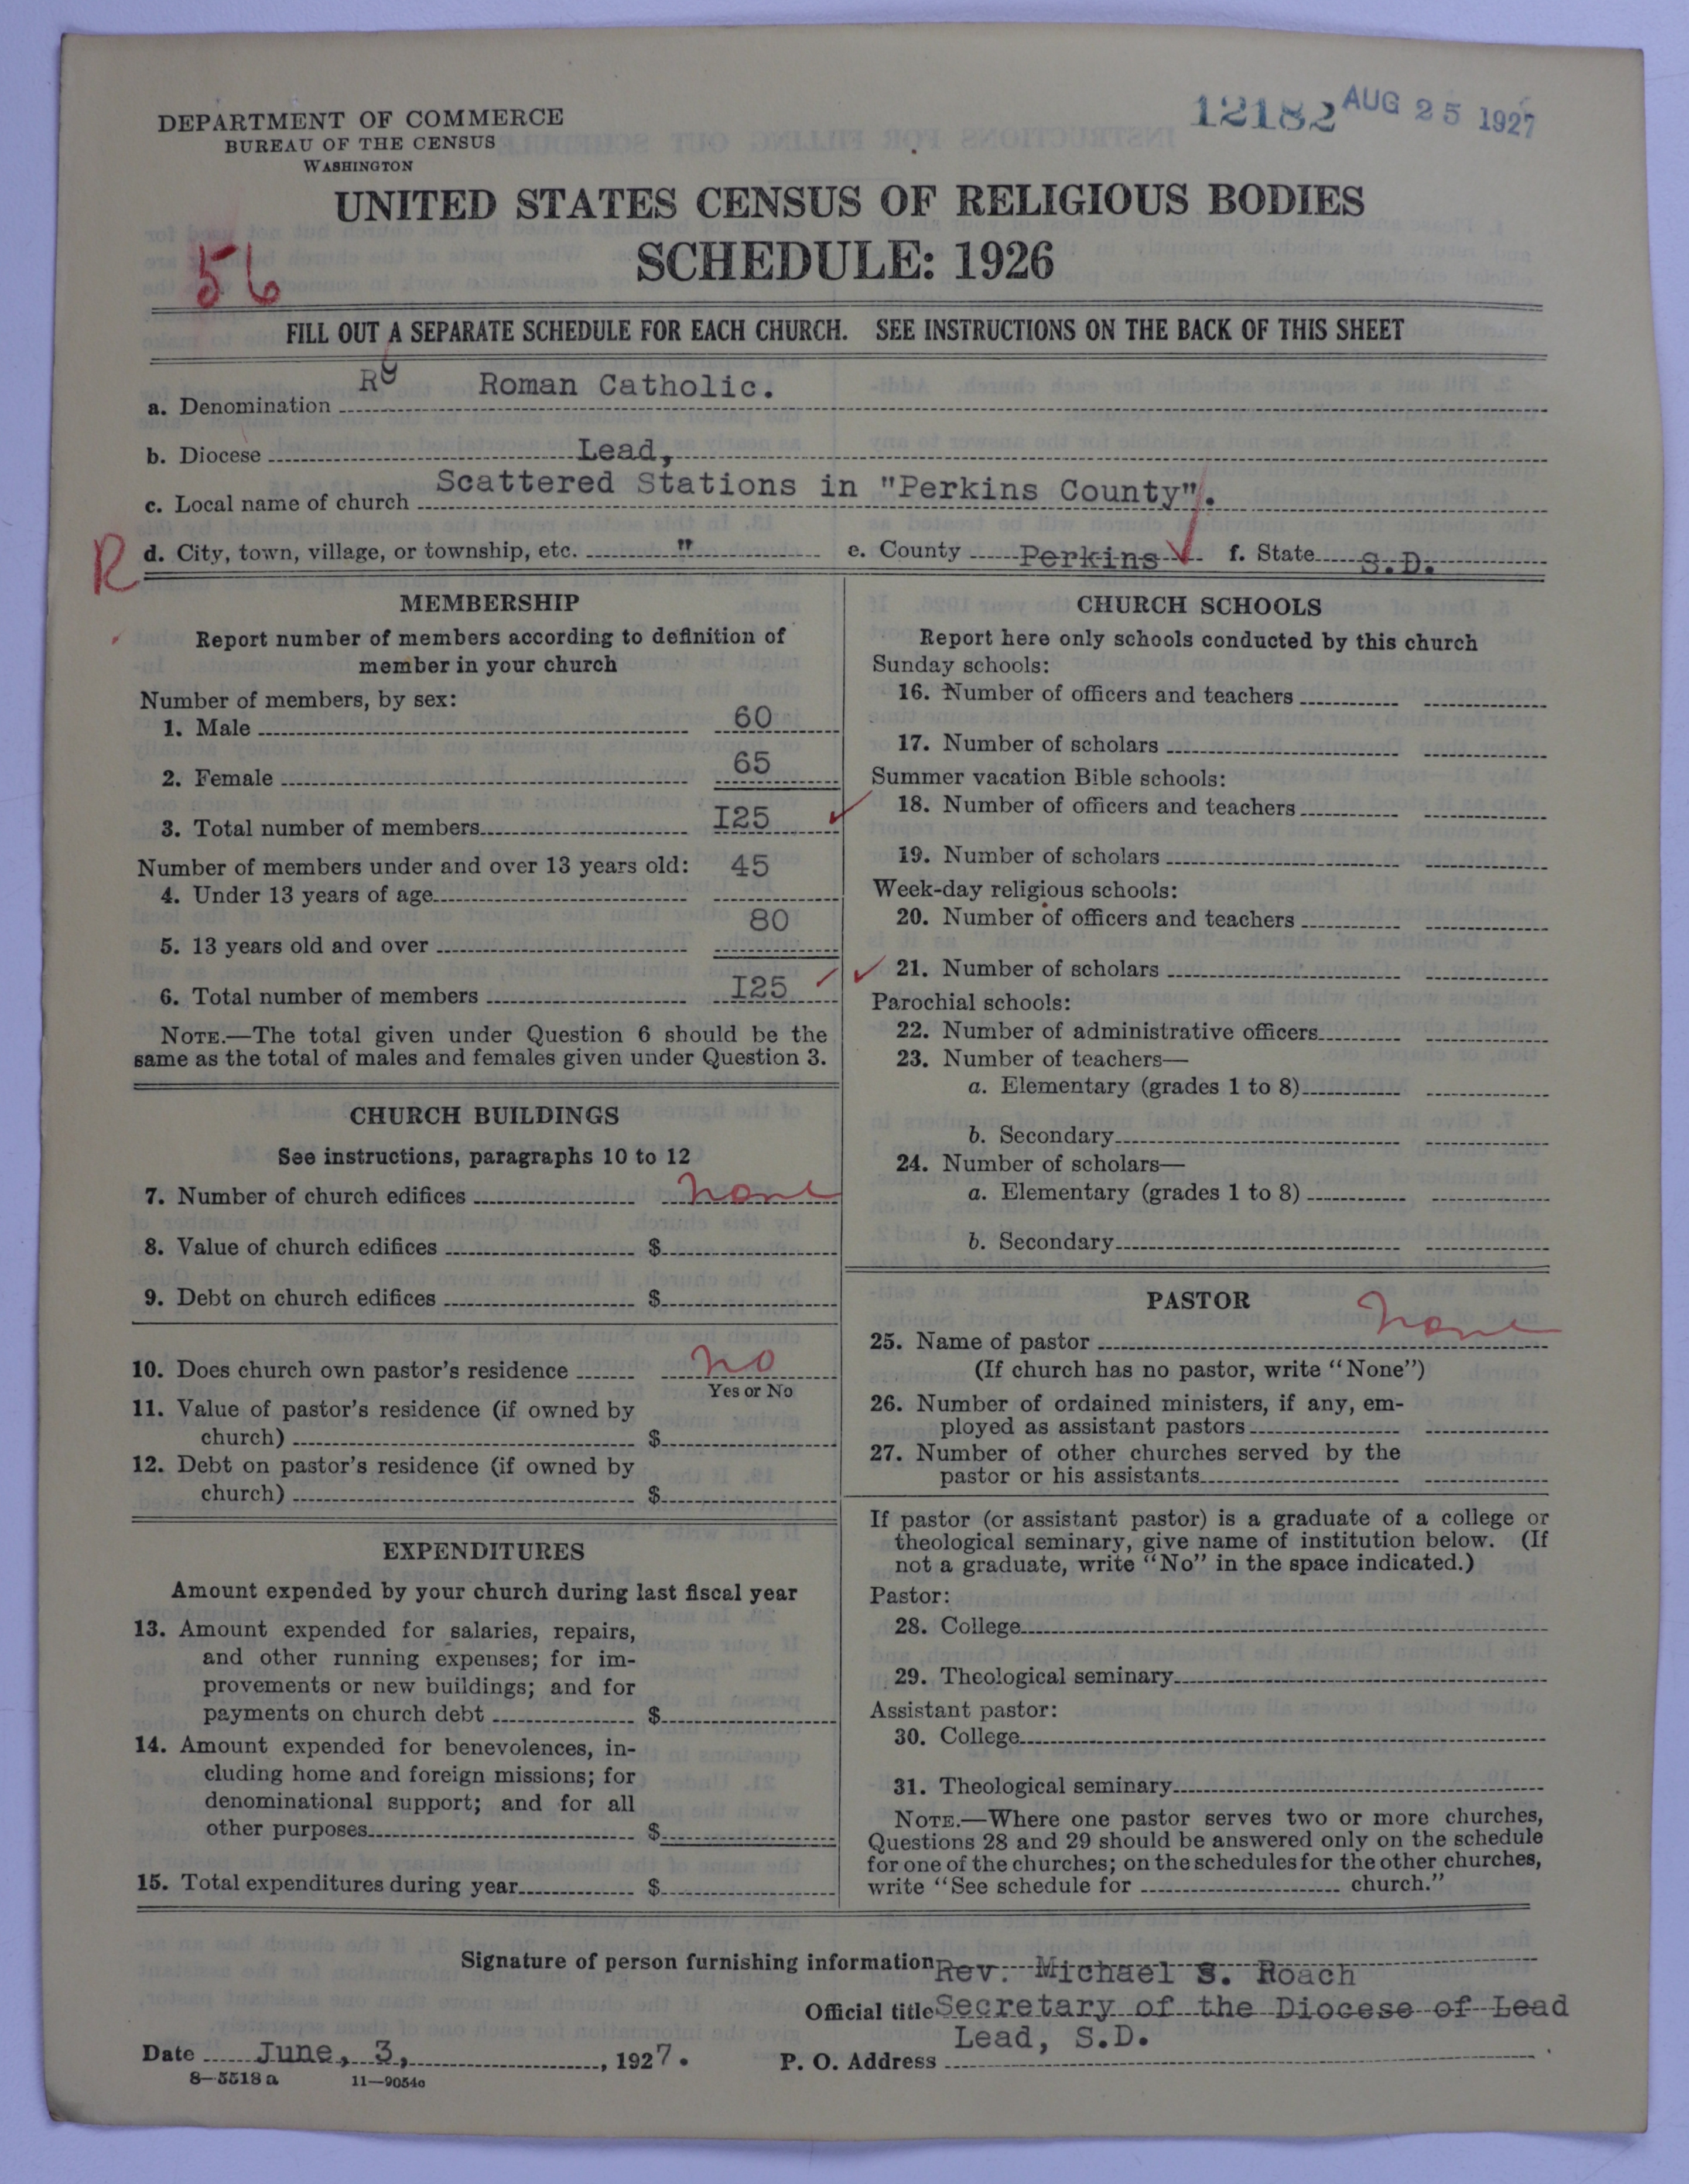 DEPARTMENT OF COMMERCE
BUREAU OF THE CENSUS
WASHINGTON
12182 AUG 25 1927
UNITED STATES CENSUS OF RELIGIOUS BODIES
SCHEDULE: 1926
56
FILL OUT A SEPARATE SCHEDULE FOR EACH CHURCH. SEE INSTRUCTIONS ON THE BACK OF THIS SHEET
a. Denomination Roman Catholic.
b. Diocese Lead,
c. Local name of church Scattered Stations in "Perkins County".
R d. City, town, village, or township, etc. " e. County Perkins f. State S.D.
MEMBERSHIP
Report number of members according to definition of
member in your church
Number of members, by sex:
1. Male 60
2. Female 65
3. Total number of members I25
Number of members under and over 13 years old:
4. Under 13 years of age 45
5. 13 years old and over 80
6. Total number of members I25
NOTE.—The total given under Question 6 should be the
same as the total of males and females given under Question 3.
CHURCH BUILDINGS
See instructions, paragraphs 10 to 12
7. Number of church edifices none
8. Value of church edifices $
9. Debt on church edifices $
10. Does church own pastor's residence no
Yes or No
11. Value of pastor's residence (if owned by
church) $
12. Debt on pastor's residence (if owned by
church) $
EXPENDITURES
Amount expended by your church during last fiscal year
13. Amount expended for salaries, repairs,
and other running expenses; for im-
provements or new buildings; and for
payments on church debt $
14. Amount expended for benevolences, in-
cluding home and foreign missions; for
denominational support; and for all
other purposes $
15. Total expenditures during year $
CHURCH SCHOOLS
Report here only schools conducted by this church
Sunday schools:
16. Number of officers and teachers
17. Number of scholars
Summer vacation Bible schools:
18. Number of officers and teachers
19. Number of scholars
Week-day religious schools:
20. Number of officers and teachers
21. Number of scholars
Parochial schools:
22. Number of administrative officers
23. Number of teachers—
a. Elementary (grades 1 to 8)
b. Secondary
24. Number of scholars—
a. Elementary (grades 1 to 8)
b. Secondary
PASTOR
25. Name of pastor none
(If church has no pastor, write "None")
26. Number of ordained ministers, if any, em-
ployed as assistant pastors
27. Number of other churches served by the
pastor or his assistants
If pastor (or assistant pastor) is a graduate of a college or
theological seminary, give name of institution below. (If
not a graduate, write "No" in the space indicated.)
Pastor:
28. College
29. Theological seminary
Assistant pastor:
30. College
31. Theological seminary
NOTE.—Where one pastor serves two or more churches,
Questions 28 and 29 should be answered only on the schedule
for one of the churches; on the schedules for the other churches,
write "See schedule for church."
Signature of person furnishing information Rev. Michael S. Roach
Official title Secretary of the Diocese of Lead
Date June, 3, , 1927. P. O. Address Lead, S.D.
8—5518a 11—9054c